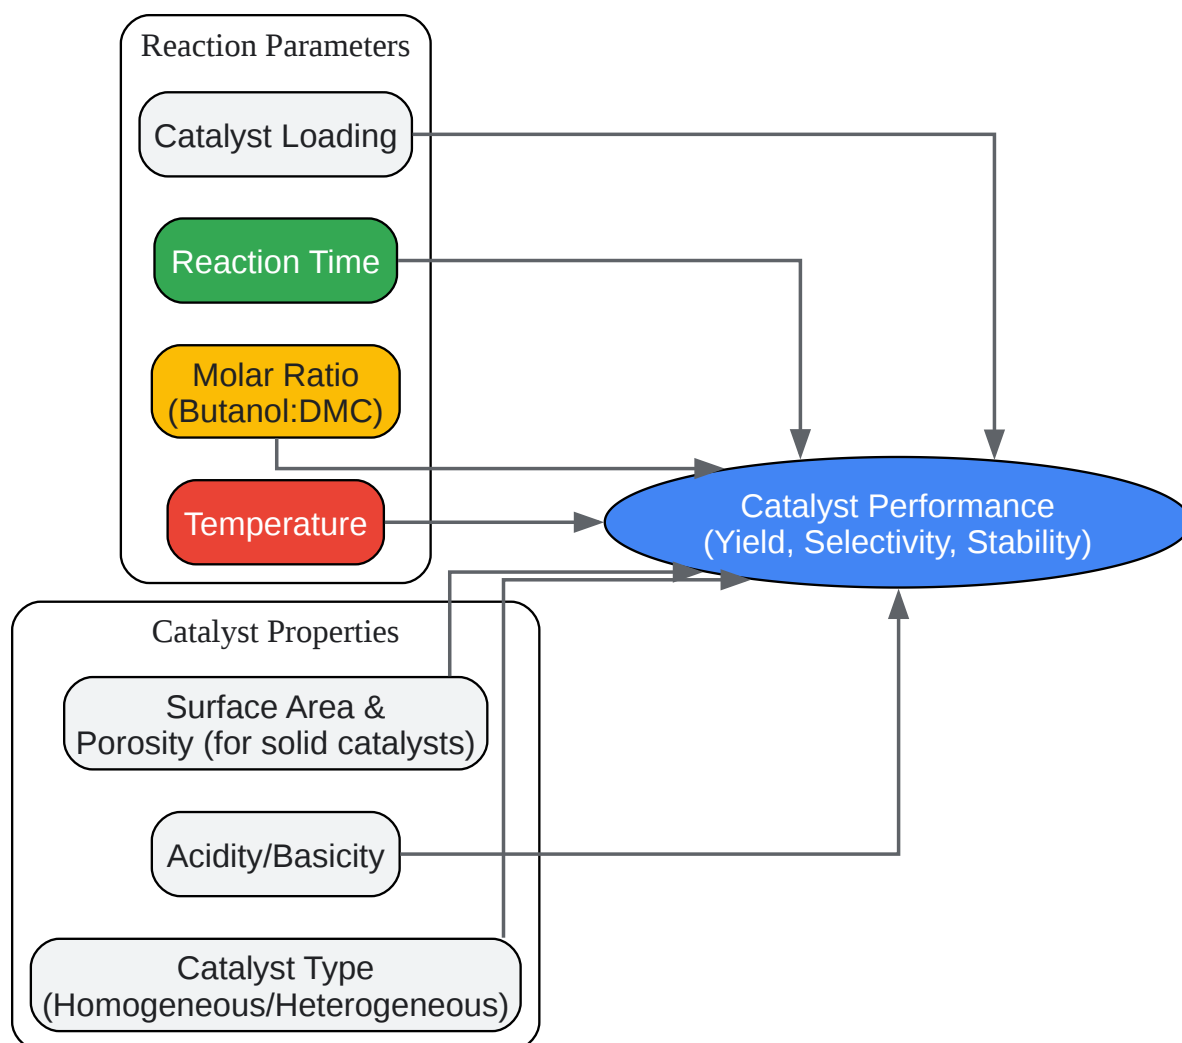 Reaction Parameters
Catalyst Loading
Reaction Time
Molar Ratio
(Butanol:DMC)
Temperature
Catalyst Performance
(Yield, Selectivity, Stability)
Catalyst Properties
Surface Area &
Porosity (for solid catalysts)
Acidity/Basicity
Catalyst Type
(Homogeneous/Heterogeneous)